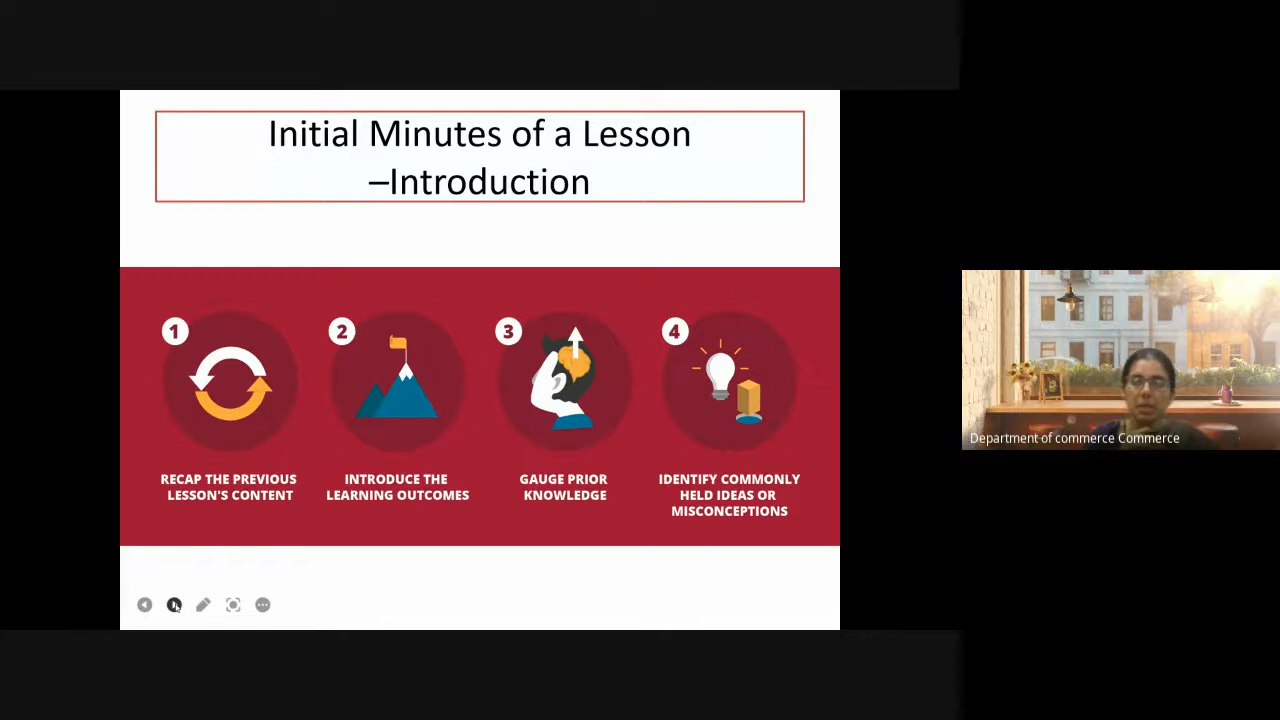 Initial Minutes of a Lesson
–Introduction
1
2
3
4
RECAP THE PREVIOUS
LESSON'S CONTENT
INTRODUCE THE
LEARNING OUTCOMES
GAUGE PRIOR
KNOWLEDGE
IDENTIFY COMMONLY
HELD IDEAS OR
MISCONCEPTIONS
Department of commerce Commerce